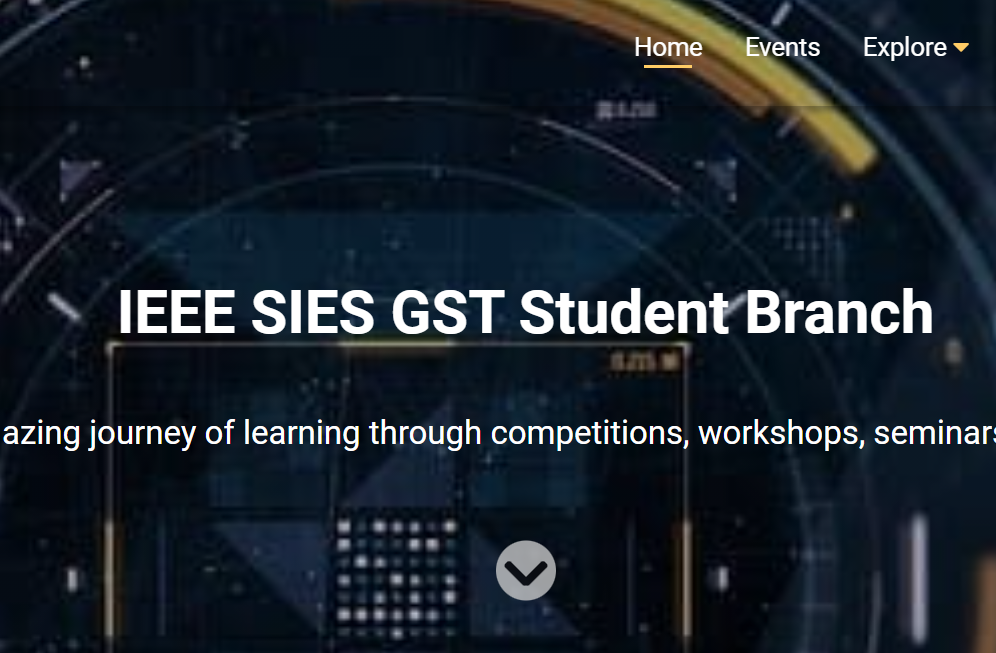 Home Events Explore
IEEE SIES GST Student Branch
azing journey of learning through competitions, workshops, seminars